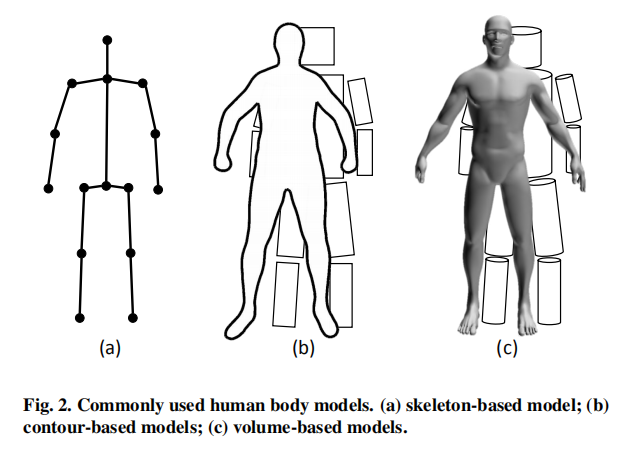 (a)
(b)
(c)
Fig. 2. Commonly used human body models. (a) skeleton-based model; (b)
contour-based models; (c) volume-based models.